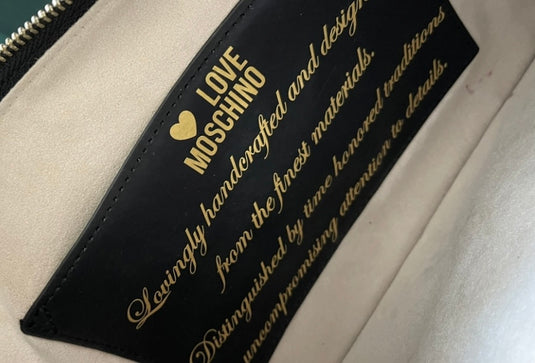 LOVE
MOSCHINO
Lovingly handcrafted and design
from the finest materials.
Distinguished by time honored traditions
uncompromising attention to details.